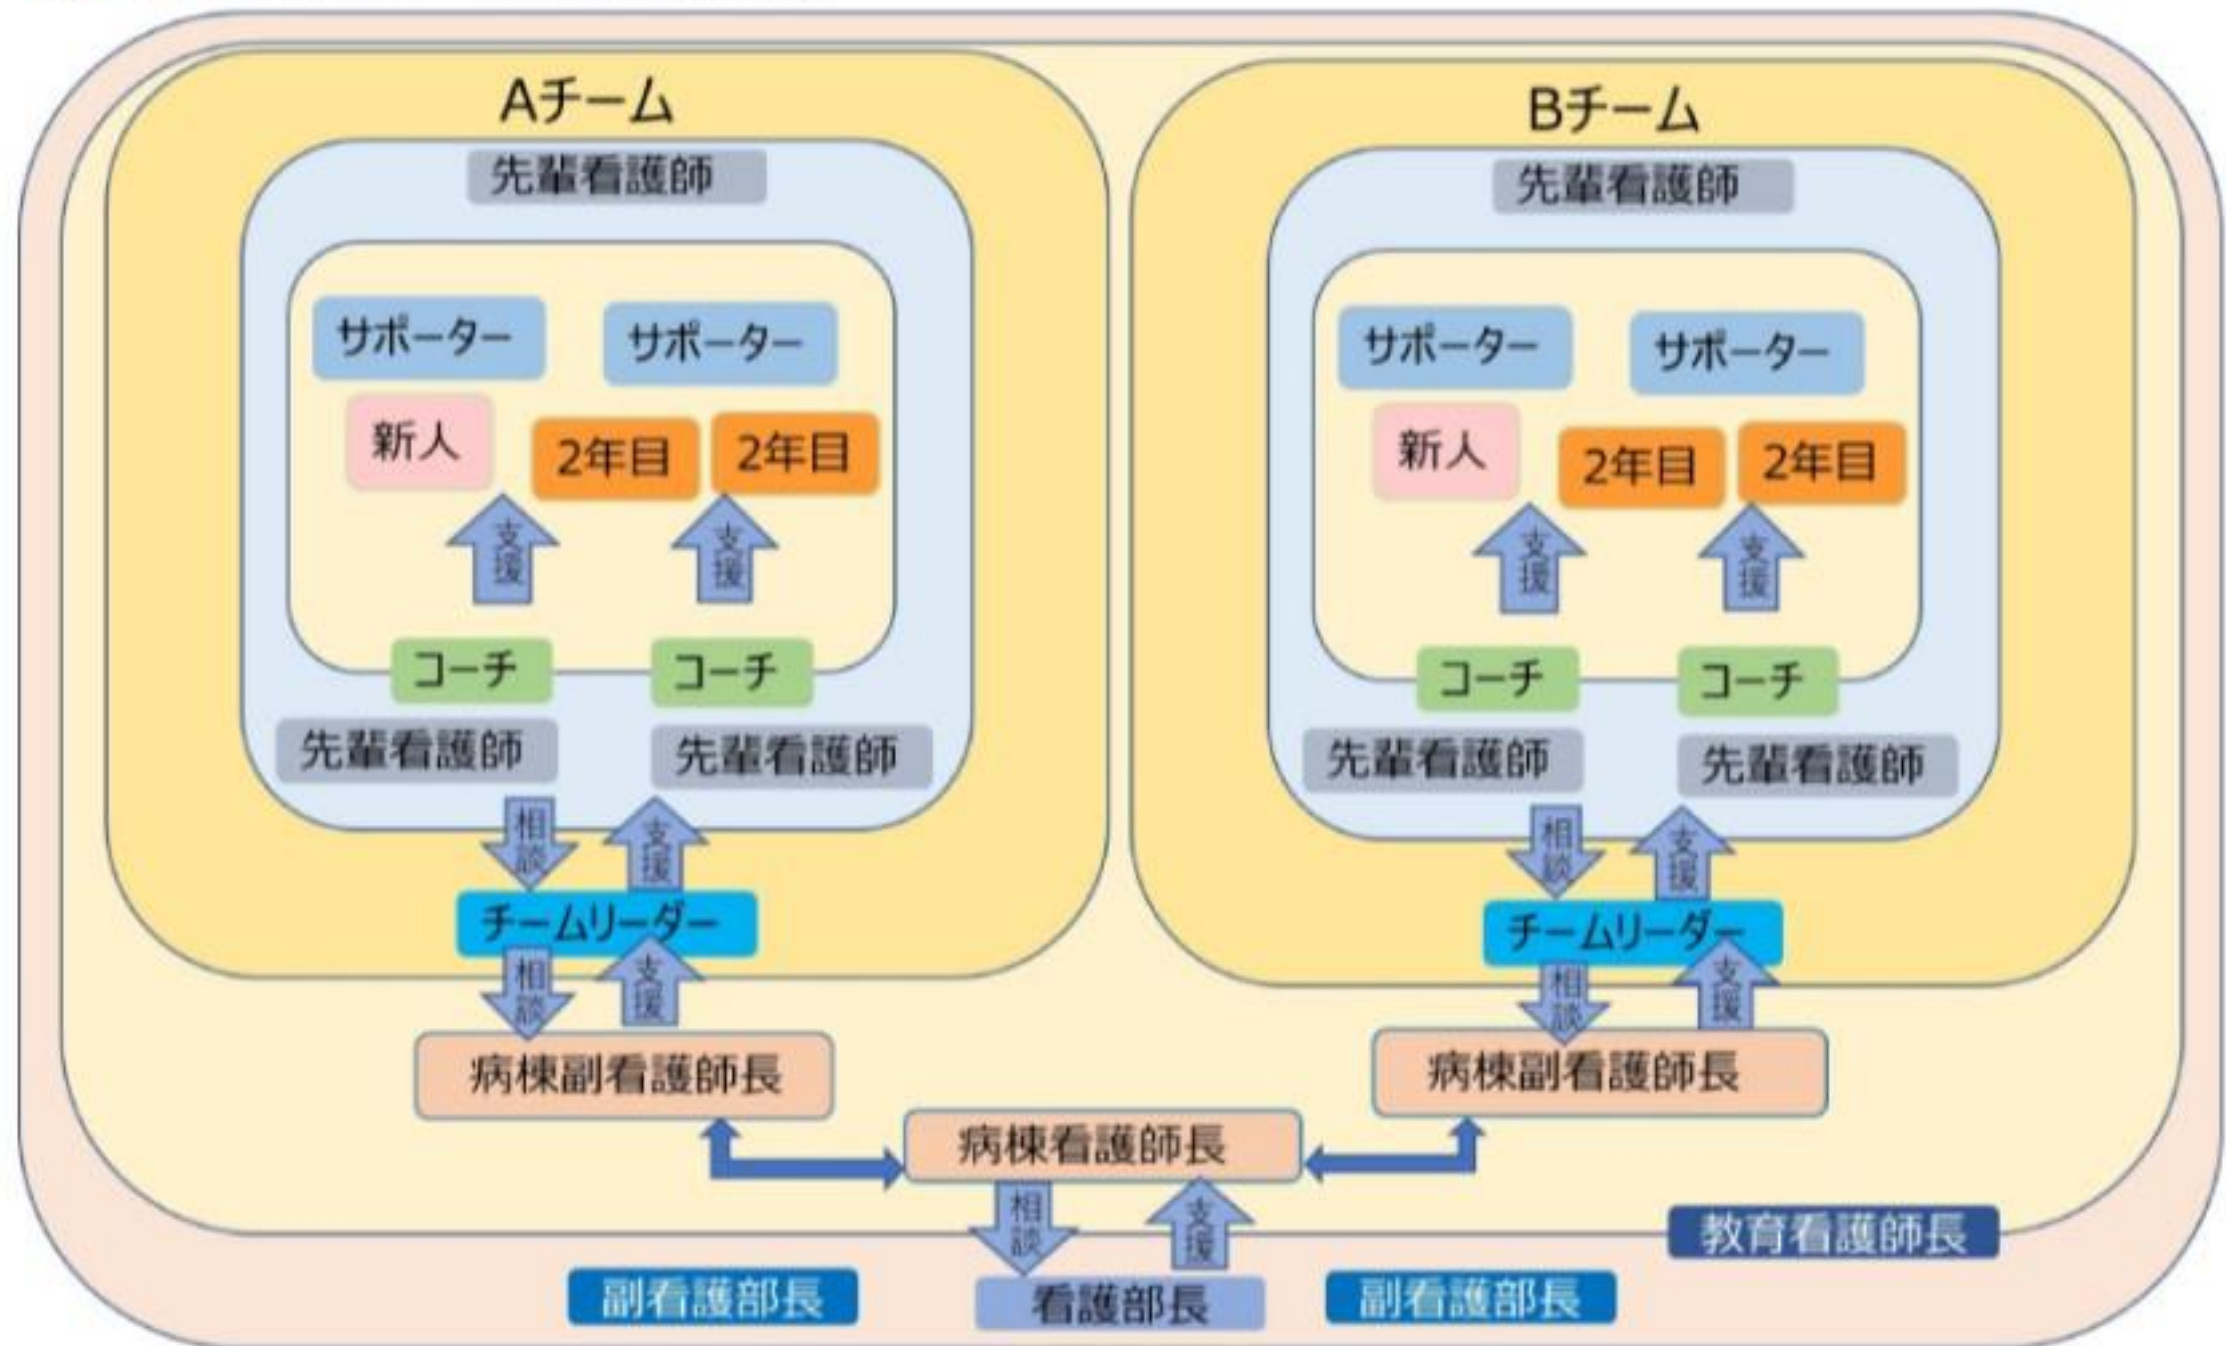 Aチーム
先輩看護師
サポーター
サポーター
新人
2年目
2年目
支援
支援
コーチ
コーチ
先輩看護師
先輩看護師
相談
支援
チームリーダー
相談
支援
病棟副看護師長
Bチーム
先輩看護師
サポーター
サポーター
新人
2年目
2年目
支援
支援
コーチ
コーチ
先輩看護師
先輩看護師
相談
支援
チームリーダー
相談
支援
病棟副看護師長
病棟看護師長
相談
支援
教育看護師長
副看護部長
看護部長
副看護部長